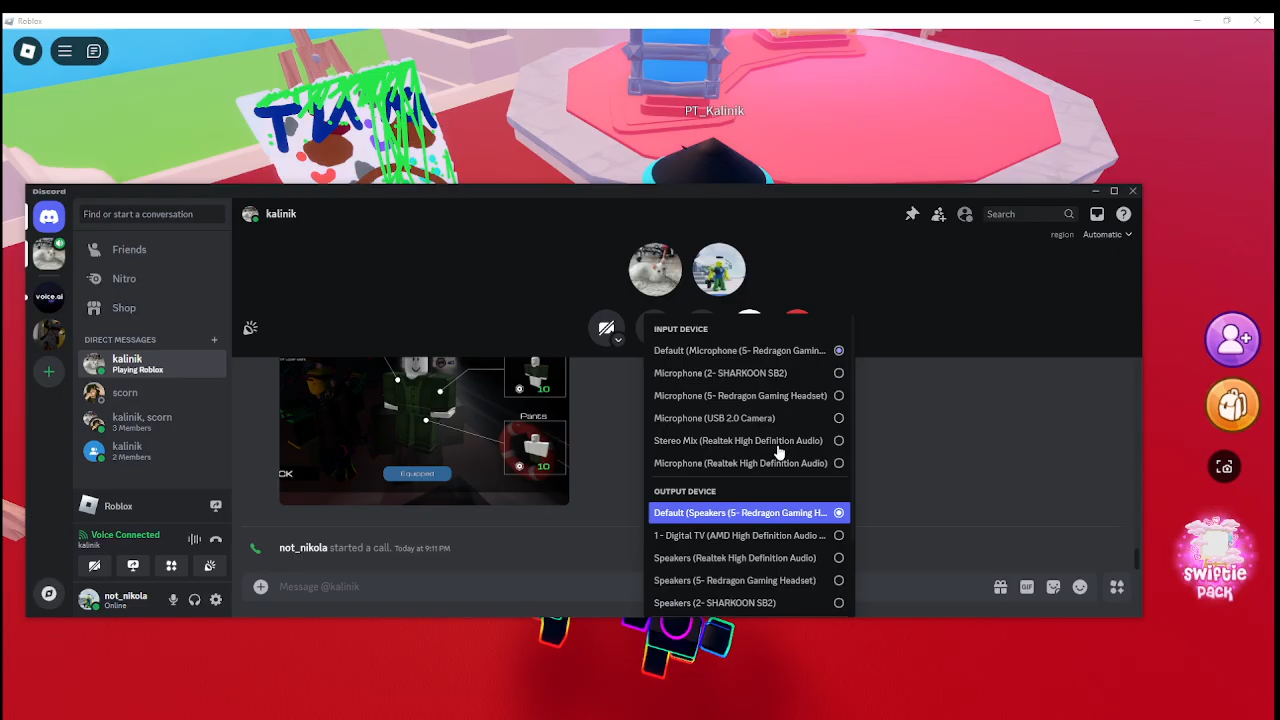 Roblox
PT_Kalinik
Discord
Find or start a conversation
kalinik
Search
region
Automatic
Friends
Nitro
Shop
voice.ai
DIRECT MESSAGES
kalinik
Playing Roblox
scorn
kalinik, scorn
3 Members
kalinik
2 Members
Roblox
Voice Connected
kalinik
not_nikola
Online
10
Pants
10
CK
Equipped
not_nikola started a call. Today at 9:11 PM
Message @kalinik
GIF
INPUT DEVICE
Default (Microphone (5- Redragon Gamin...
Microphone (2- SHARKOON SB2)
Microphone (5- Redragon Gaming Headset)
Microphone (USB 2.0 Camera)
Stereo Mix (Realtek High Definition Audio)
Microphone (Realtek High Definition Audio)
OUTPUT DEVICE
Default (Speakers (5- Redragon Gaming H...
1 - Digital TV (AMD High Definition Audio ...
Speakers (Realtek High Definition Audio)
Speakers (5- Redragon Gaming Headset)
Speakers (2- SHARKOON SB2)
SWIFTIE
PACK